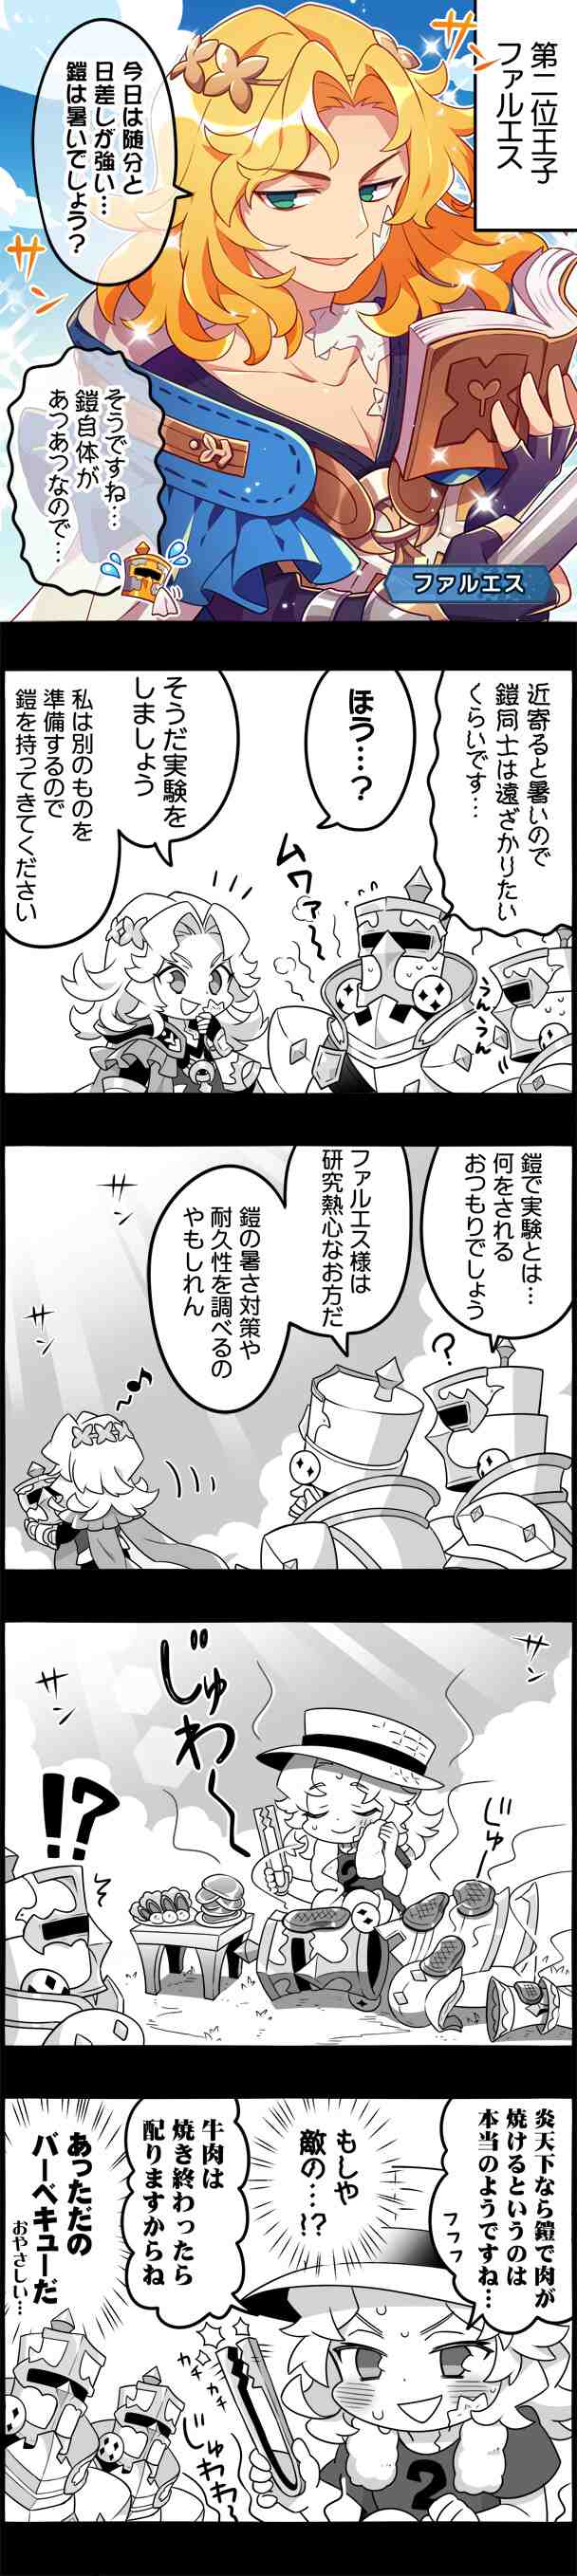 第二位王子
ファルエス
サン
今日は随分と
日差しが強い…
鎧は暑いでしょう？
サン
そうですね…
鎧自体が
あつあつなので…
ファルエス
近寄ると暑いので
鎧同士は遠ざかりたい
くらいです…
うんうん
ほう…？
ムワァ～
そうだ実験を
しましょう
私は別のものを
準備するので
鎧を持ってきてください
鎧で実験とは…
何をされる
おつもりでしょう
？
ファルエス様は
研究熱心なお方だ
鎧の暑さ対策や
耐久性を調べるの
やもしれん
サン
サン
♪
サン
じゅー
じゅわ～
サン
!?
炎天下なら鎧で肉が
焼けるというのは
本当のようですね…
フフフ
もしや
敵の…!?
牛肉は
焼き終わったら
配りますからね
カチカチ
じゅわわ～
あっただの
バーベキューだ
おやさしい…
2
2